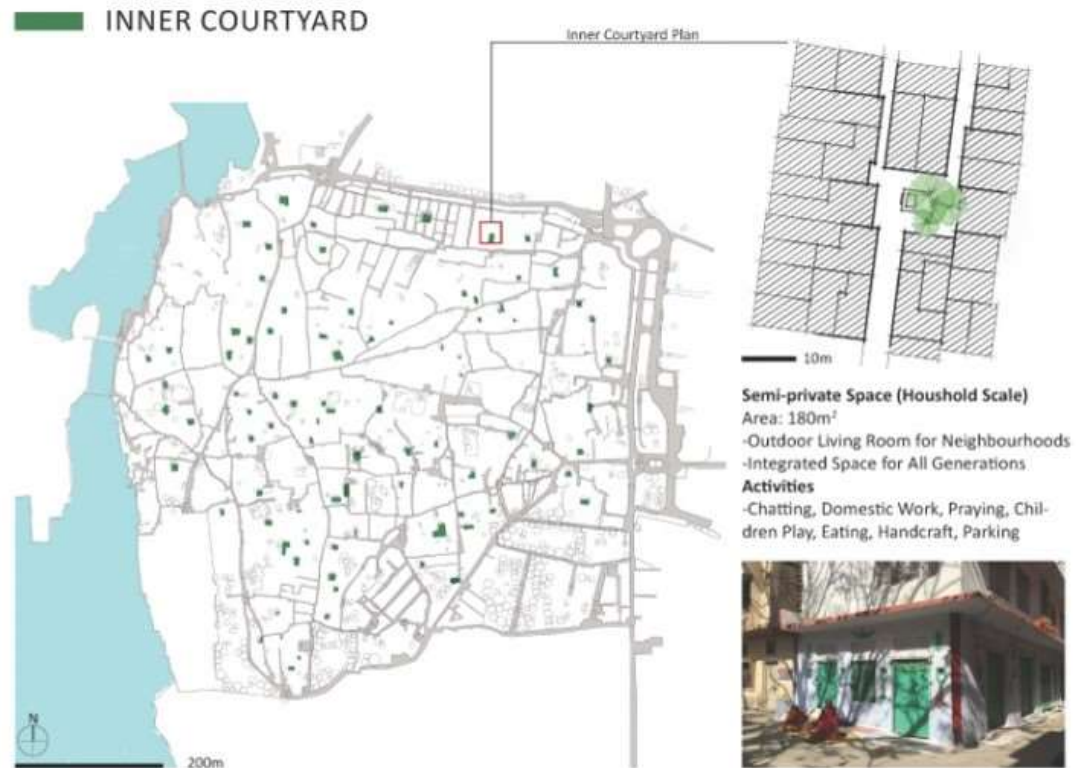 INNER COURTYARD
Inner Courtyard Plan
10m
Semi-private Space (Houshold Scale)
Area: 180m²
-Outdoor Living Room for Neighbourhoods
-Integrated Space for All Generations
Activities
-Chatting, Domestic Work, Praying, Chil-
dren Play, Eating, Handcraft, Parking
N
200m